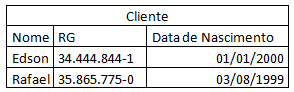 Cliente
Nome RG Data de Nascimento
Edson 34.444.844-1 01/01/2000
Rafael 35.865.775-0 03/08/1999